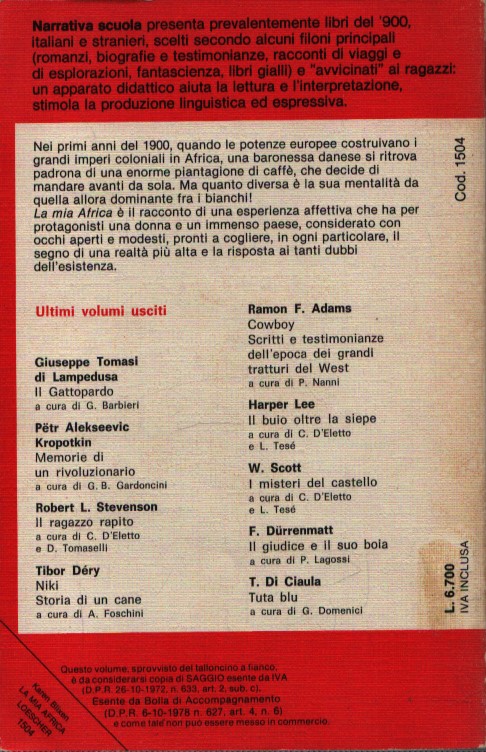 Narrativa scuola presenta prevalentemente libri del '900,
italiani e stranieri, scelti secondo alcuni filoni principali
(romanzi, biografie e testimonianze, racconti di viaggi e
di esplorazioni, fantascienza, libri gialli) e "avvicinati" ai ragazzi:
un apparato didattico aiuta la lettura e l'interpretazione,
stimola la produzione linguistica ed espressiva.
Nei primi anni del 1900, quando le potenze europee costruivano i
grandi imperi coloniali in Africa, una baronessa danese si ritrova
padrona di una enorme piantagione di caffè, che decide di
mandare avanti da sola. Ma quanto diversa è la sua mentalità da
quella allora dominante fra i bianchi!
La mia Africa è il racconto di una esperienza affettiva che ha per
protagonisti una donna e un immenso paese, considerato con
occhi aperti e modesti, pronti a cogliere, in ogni particolare, il
segno di una realtà più alta e la risposta ai tanti dubbi
dell'esistenza.
Cod. 1504
Ultimi volumi usciti
Giuseppe Tomasi
di Lampedusa
Il Gattopardo
a cura di G. Barbieri
Pëtr Alekseevic
Kropotkin
Memorie di
un rivoluzionario
a cura di G.B. Gardoncini
Robert L. Stevenson
Il ragazzo rapito
a cura di C. D'Eletto
e D. Tomaselli
Tibor Déry
Niki
Storia di un cane
a cura di A. Foschini
Ramon F. Adams
Cowboy
Scritti e testimonianze
dell'epoca dei grandi
tratturi del West
a cura di P. Nanni
Harper Lee
Il buio oltre la siepe
a cura di C. D'Eletto
e L. Tesé
W. Scott
I misteri del castello
a cura di C. D'Eletto
e L. Tesé
F. Dürrenmatt
Il giudice e il suo boia
a cura di P. Lagossi
T. Di Ciaula
Tuta blu
a cura di G. Domenici
L. 6.700
IVA INCLUSA
Questo volume, sprovvisto del talloncino a fianco,
è da considerarsi copia di SAGGIO esente da IVA
(D.P.R. 26-10-1972, n. 633, art. 2, sub. c).
Esente da Bolla di Accompagnamento
(D.P.R. 6-10-1978 n. 627, art. 4, n. 6)
e come tale non può essere messo in commercio.
Karen Blixen
LA MIA AFRICA
LOESCHER
1504